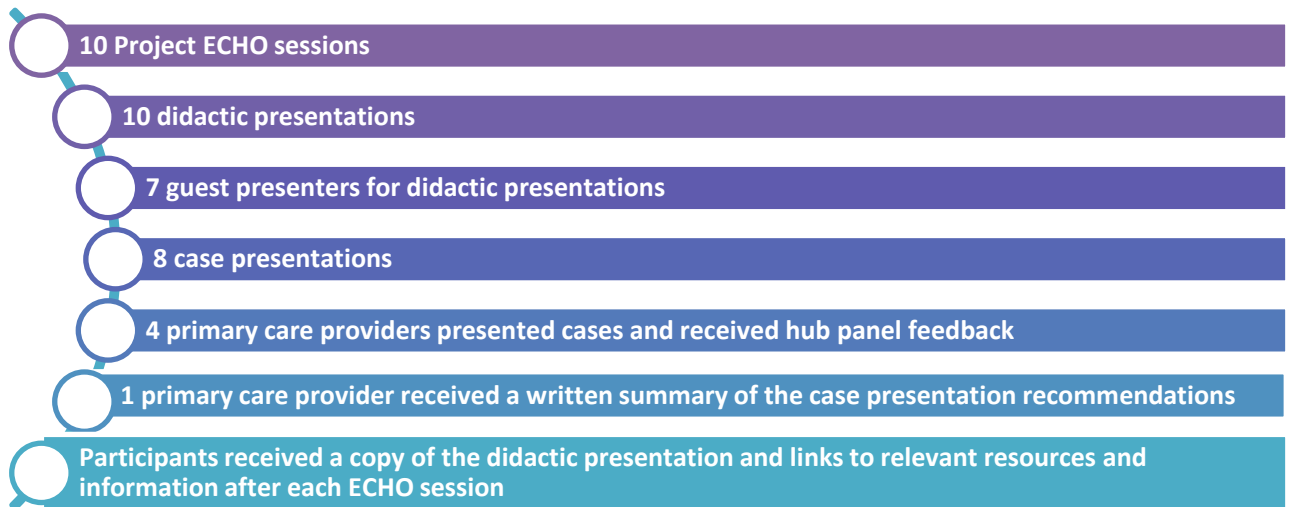 10 Project ECHO sessions
10 didactic presentations
7 guest presenters for didactic presentations
8 case presentations
4 primary care providers presented cases and received hub panel feedback
1 primary care provider received a written summary of the case presentation recommendations
Participants received a copy of the didactic presentation and links to relevant resources and
information after each ECHO session